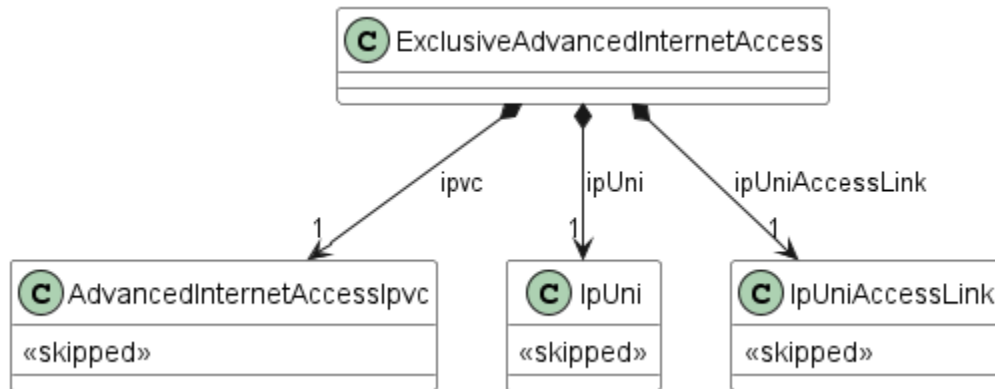 C ExclusiveAdvancedInternetAccess
ipvc ipUni ipUniAccessLink
1 1 1
C AdvancedInternetAccessIpvc C IpUni C IpUniAccessLink
«skipped» «skipped» «skipped»